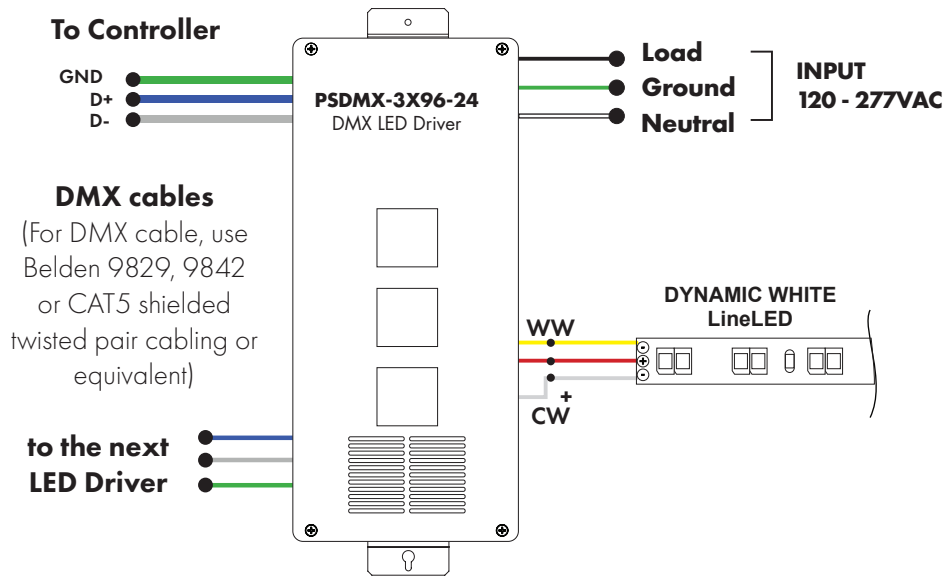 To Controller
GND
D+
D-
DMX cables
(For DMX cable, use
Belden 9829, 9842
or CAT5 shielded
twisted pair cabling or
equivalent)
to the next
LED Driver
PSDMX-3X96-24
DMX LED Driver
Load
Ground
Neutral
INPUT
120 - 277VAC
WW
+
CW
DYNAMIC WHITE
LineLED
-
+
-